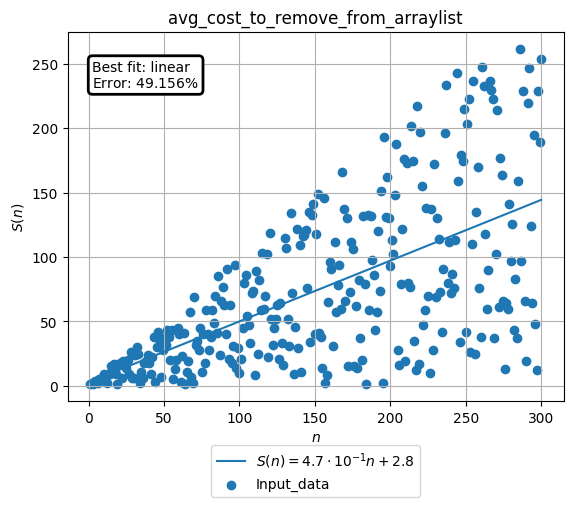 avg_cost_to_remove_from_arraylist
Best fit: linear
Error: 49.156%
S(n)
250
200
150
100
50
0
0 50 100 150 200 250 300
n
S(n) = 4.7 · 10⁻¹n + 2.8
Input_data